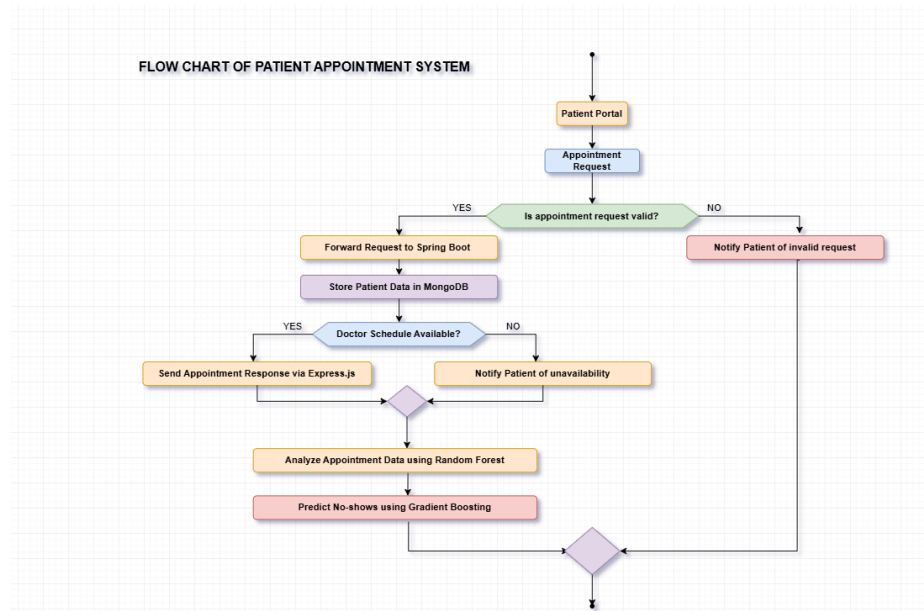 FLOW CHART OF PATIENT APPOINTMENT SYSTEM
Patient Portal
Appointment
Request
YES
Is appointment request valid?
NO
Forward Request to Spring Boot
Notify Patient of invalid request
Store Patient Data in MongoDB
YES
Doctor Schedule Available?
NO
Send Appointment Response via Express.js
Notify Patient of unavailability
Analyze Appointment Data using Random Forest
Predict No-shows using Gradient Boosting